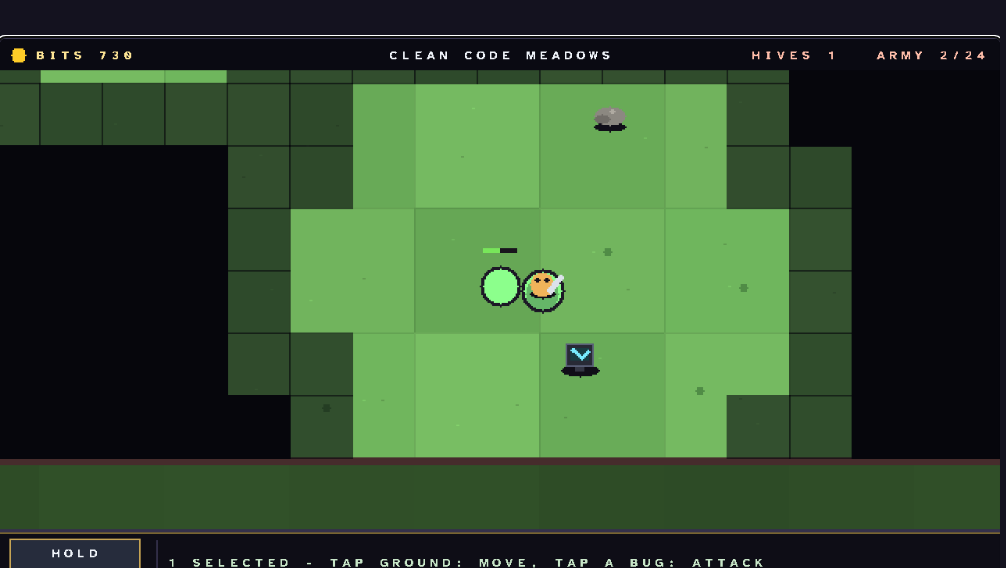 BITS 730 CLEAN CODE MEADOWS HIVES 1 ARMY 2/24
HOLD
1 SELECTED - TAP GROUND: MOVE, TAP A BUG: ATTACK